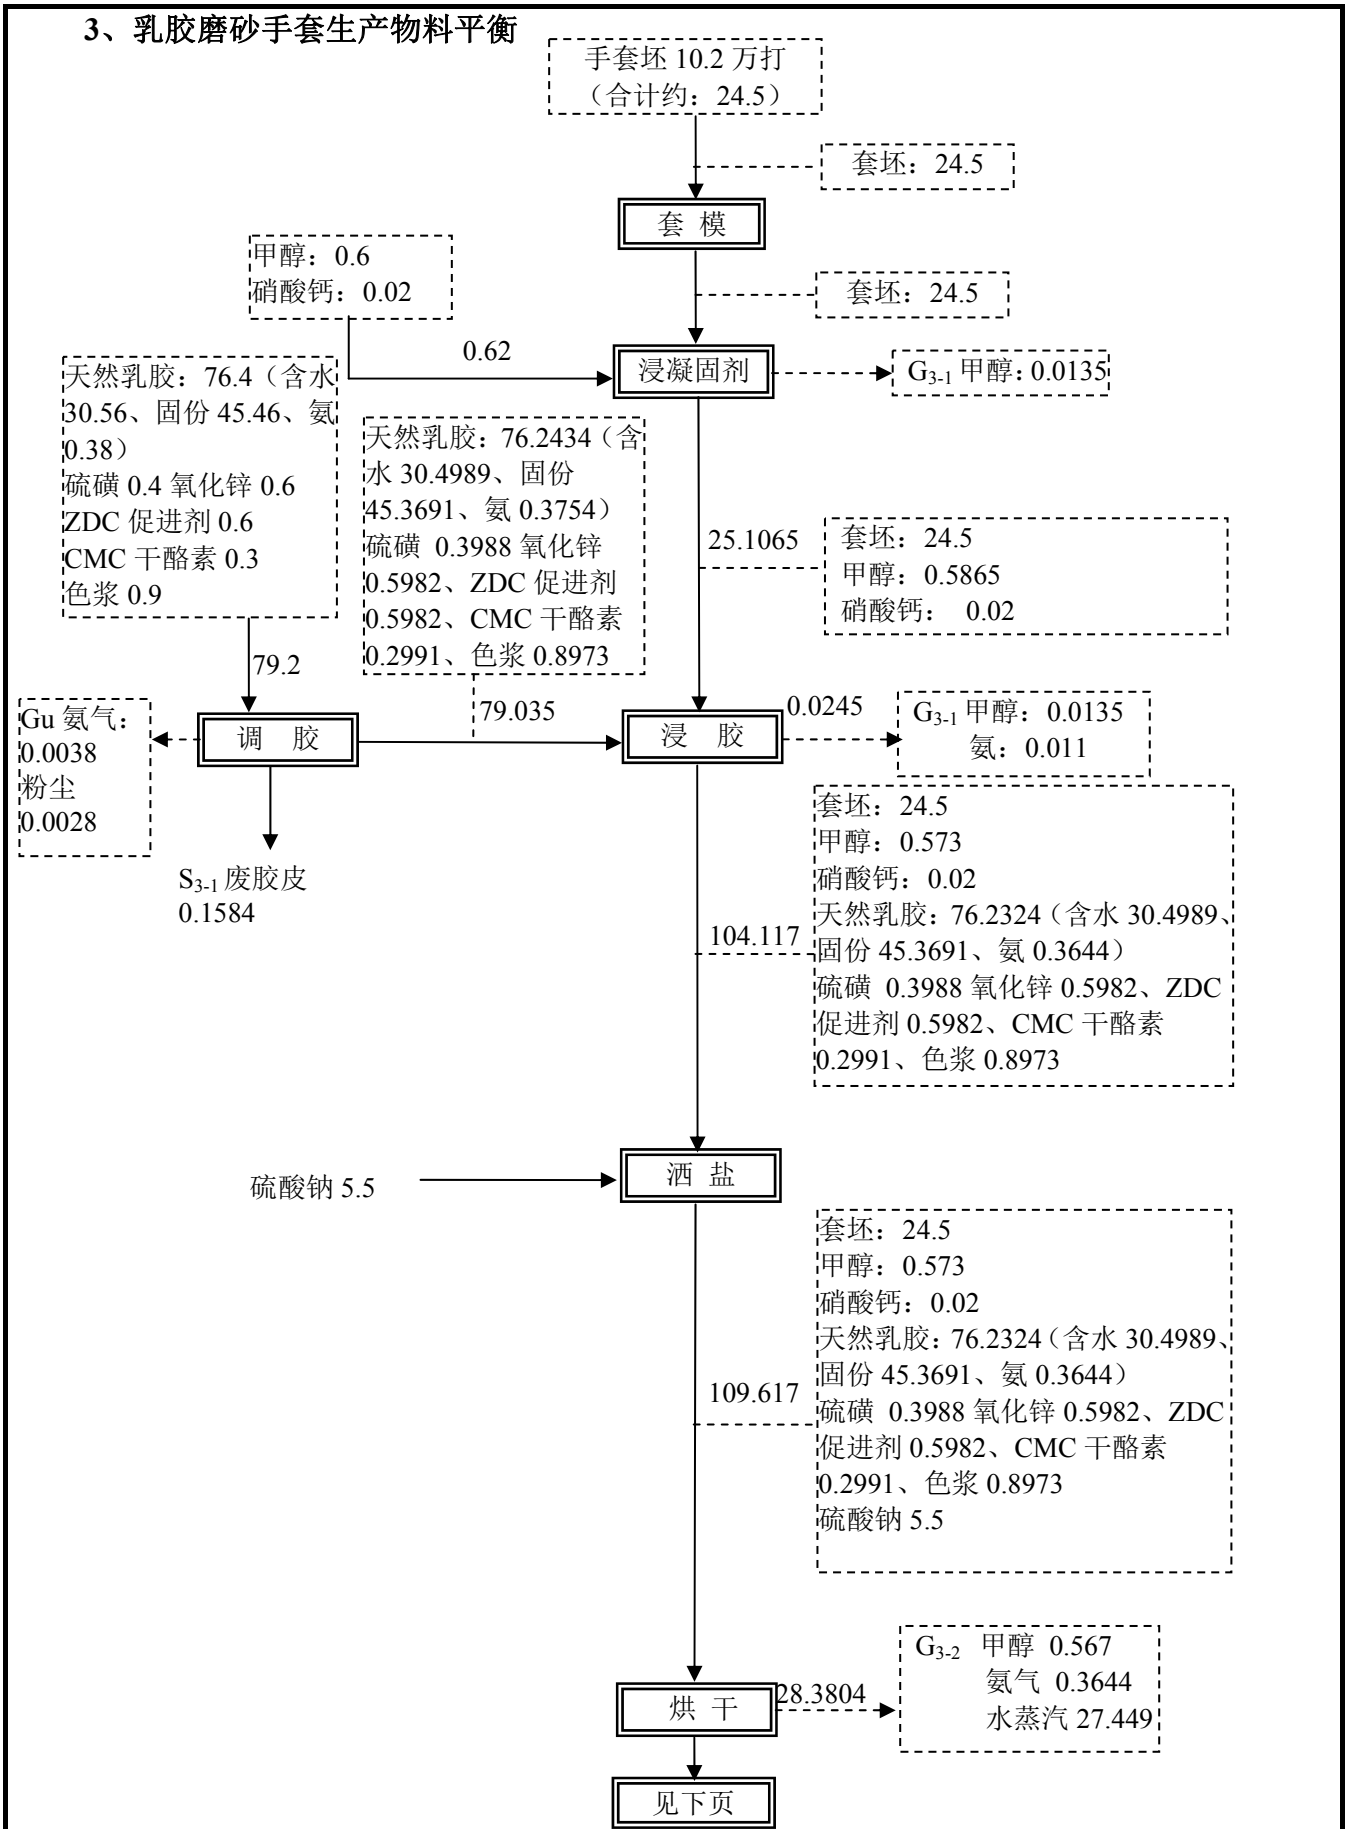 3、乳胶磨砂手套生产物料平衡
手套坯 10.2 万打
（合计约：24.5）
套坯：24.5
套 模
甲醇：0.6
硝酸钙：0.02
套坯：24.5
0.62
浸凝固剂
G3-1 甲醇：0.0135
天然乳胶：76.4（含水
30.56、固份 45.46、氨
0.38）
硫磺 0.4 氧化锌 0.6
ZDC 促进剂 0.6
CMC 干酪素 0.3
色浆 0.9
天然乳胶：76.2434（含
水 30.4989、固份
45.3691、氨 0.3754）
硫磺 0.3988 氧化锌
0.5982、ZDC 促进剂
0.5982、CMC 干酪素
0.2991、色浆 0.8973
25.1065
套坯：24.5
甲醇：0.5865
硝酸钙： 0.02
79.2
79.035
0.0245
Gu 氨气：
0.0038
粉尘
0.0028
调 胶
浸 胶
G3-1 甲醇：0.0135
氨：0.011
S3-1 废胶皮
0.1584
104.117
套坯：24.5
甲醇：0.573
硝酸钙：0.02
天然乳胶：76.2324（含水 30.4989、
固份 45.3691、氨 0.3644）
硫磺 0.3988 氧化锌 0.5982、ZDC
促进剂 0.5982、CMC 干酪素
0.2991、色浆 0.8973
硫酸钠 5.5
洒 盐
109.617
套坯：24.5
甲醇：0.573
硝酸钙：0.02
天然乳胶：76.2324（含水 30.4989、
固份 45.3691、氨 0.3644）
硫磺 0.3988 氧化锌 0.5982、ZDC
促进剂 0.5982、CMC 干酪素
0.2991、色浆 0.8973
硫酸钠 5.5
烘 干
28.3804
G3-2 甲醇 0.567
氨气 0.3644
水蒸汽 27.449
见下页